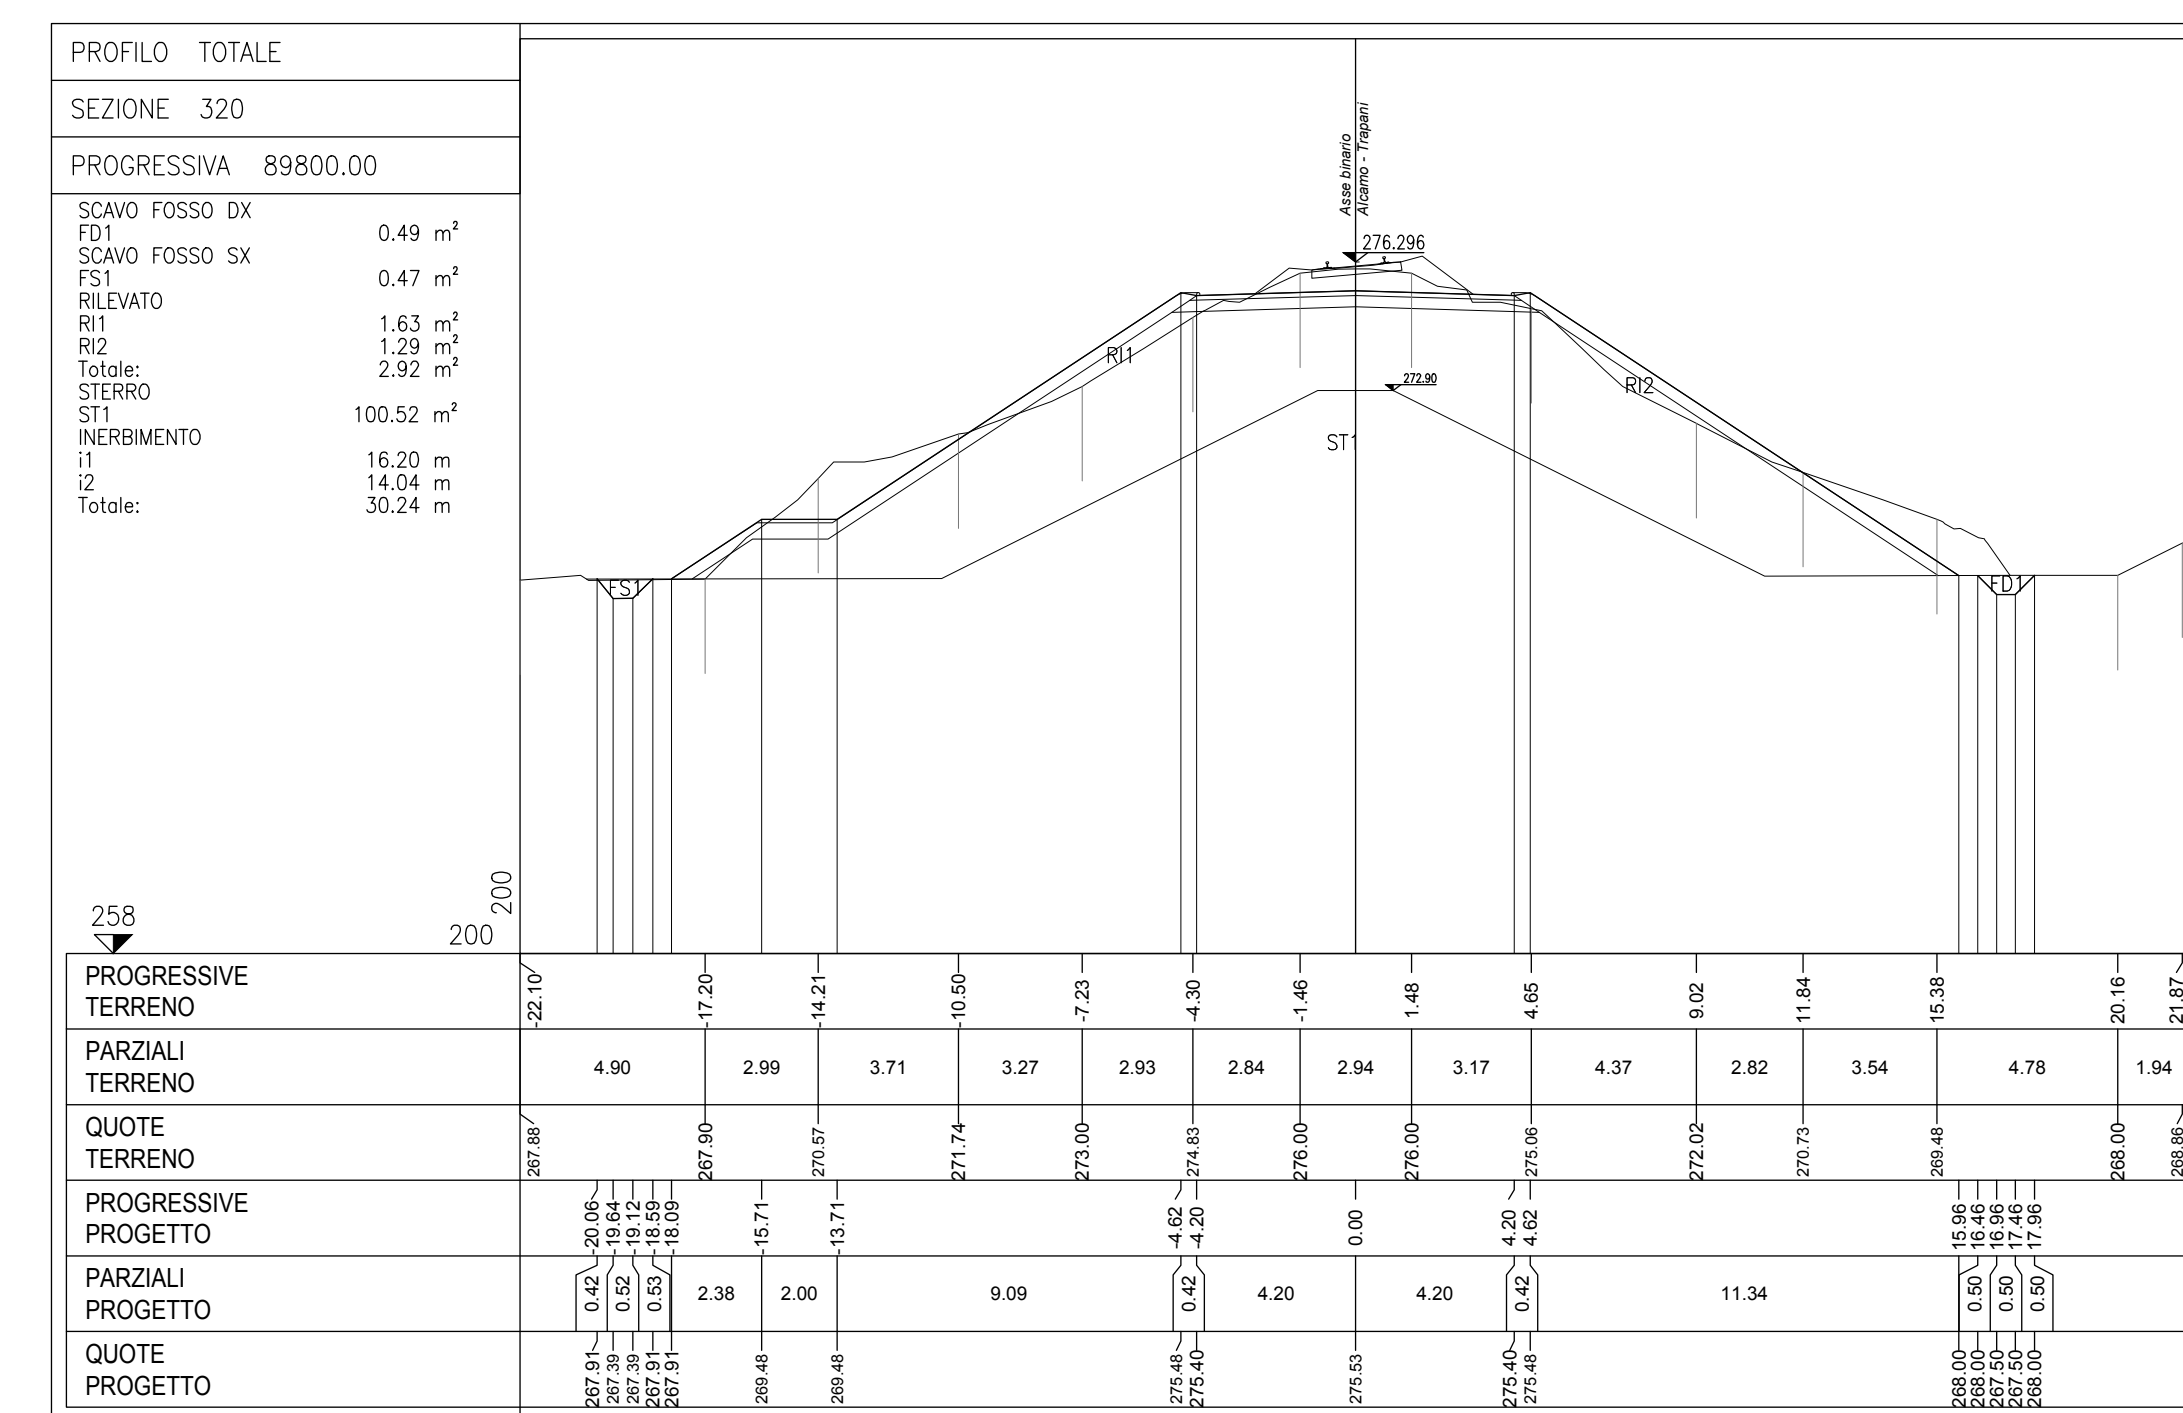 PROFILO TOTALE
SEZIONE 320
PROGRESSIVA 89800.00
SCAVO FOSSO DX
FD1 0.49 m²
SCAVO FOSSO SX
FS1 0.47 m²
RILEVATO
RI1 1.63 m²
RI2 1.29 m²
Totale: 2.92 m²
STERRO
ST1 100.52 m²
INERBIMENTO
i1 16.20 m
i2 14.04 m
Totale: 30.24 m
Asse binario
Alcamo - Trapani
276.296
RI1
272.90
RI2
ST1
FS1
FD1
200
258
200
PROGRESSIVE
TERRENO
-22.10 -17.20 -14.21 -10.50 -7.23 -4.30 -1.46 1.48 4.65 9.02 11.84 15.38 20.16 21.87
PARZIALI
TERRENO
4.90 2.99 3.71 3.27 2.93 2.84 2.94 3.17 4.37 2.82 3.54 4.78 1.94
QUOTE
TERRENO
267.88 267.90 270.57 271.74 273.00 274.83 276.00 276.00 275.06 272.02 270.73 269.48 268.00 268.86
PROGRESSIVE
PROGETTO
-20.06 -19.64 -19.12 -18.59 -18.09 -15.71 -13.71 -4.62 -4.20 0.00 4.20 4.62 15.96 16.46 16.96 17.46 17.96
PARZIALI
PROGETTO
0.42 0.52 0.53 2.38 2.00 9.09 0.42 4.20 4.20 0.42 11.34 0.50 0.50 0.50
QUOTE
PROGETTO
267.91 267.39 267.39 267.91 267.91 269.48 269.48 275.48 275.40 275.53 275.40 275.48 268.00 268.00 267.50 267.50 268.00